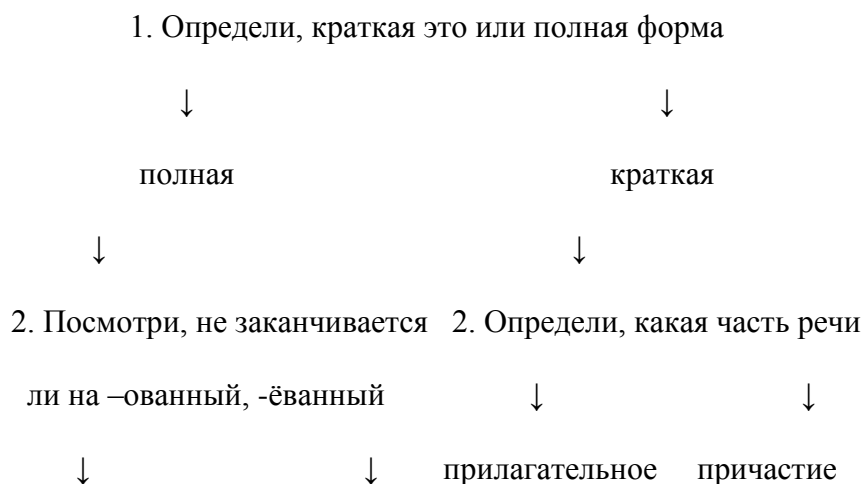 1. Определи, краткая это или полная форма
↓ ↓
полная краткая
↓ ↓
2. Посмотри, не заканчивается 2. Определи, какая часть речи
ли на –ованный, -ёванный ↓ ↓
↓ ↓ прилагательное причастие